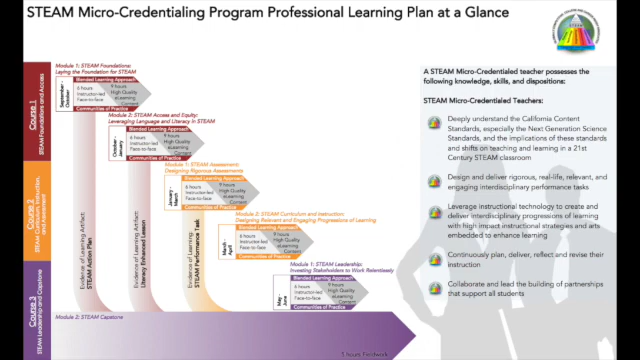 STEAM Micro-Credentialing Program Professional Learning Plan at a Glance
Course 1
STEAM Foundations and Access
Module 1: STEAM Foundations:
Laying the Foundation for STEAM
September -
October
Blended Learning Approach
6 hours
Instructor-led
Face-to-face
9 hours
High Quality
eLearning
Content
Communities of Practice
Module 2: STEAM Access and Equity:
Leveraging Language and Literacy in STEAM
October -
January
Blended Learning Approach
6 hours
Instructor-led
Face-to-face
9 hours
High Quality
eLearning
Content
Communities of Practice
Course 2
STEAM Curriculum, Instruction,
and Assessment
Module 1: STEAM Assessment:
Designing Rigorous Assessments
January -
March
Blended Learning Approach
6 hours
Instructor-led
Face-to-face
9 hours
High Quality
eLearning
Content
Communities of Practice
Module 2: STEAM Curriculum and Instruction:
Designing Relevant and Engaging Progressions of Learning
March -
April
Blended Learning Approach
6 hours
Instructor-led
Face-to-face
9 hours
High Quality
eLearning
Content
Communities of Practice
Course 3
STEAM Leadership and Capstone
Module 1: STEAM Leadership:
Investing Stakeholders to Work Relentlessly
May-
June
Blended Learning Approach
6 hours
Instructor-led
Face-to-face
9 hours
High Quality
eLearning
Content
Communities of Practice
Evidence of Learning Artifact:
STEAM Action Plan
Evidence of Learning Artifact:
Literacy Enhanced Lesson
Evidence of Learning
STEAM Performance Task
Module 2: STEAM Capstone
hours Fieldwork
A STEAM Micro-Credentialed teacher possesses the
following knowledge, skills, and dispositions:
STEAM Micro-Credentialed Teachers:
Deeply understand the California Content
Standards, especially the Next Generation Science
Standards, and the implications of these standards
and shifts on teaching and learning in a 21st
Century STEAM classroom
Design and deliver rigorous, real-life, relevant, and
engaging interdisciplinary performance tasks
Leverage instructional technology to create and
deliver interdisciplinary progressions of learning
with high impact instructional strategies and arts
embedded to enhance learning
Continuously plan, deliver, reflect and revise their
instruction
Collaborate and lead the building of partnerships
that support all students